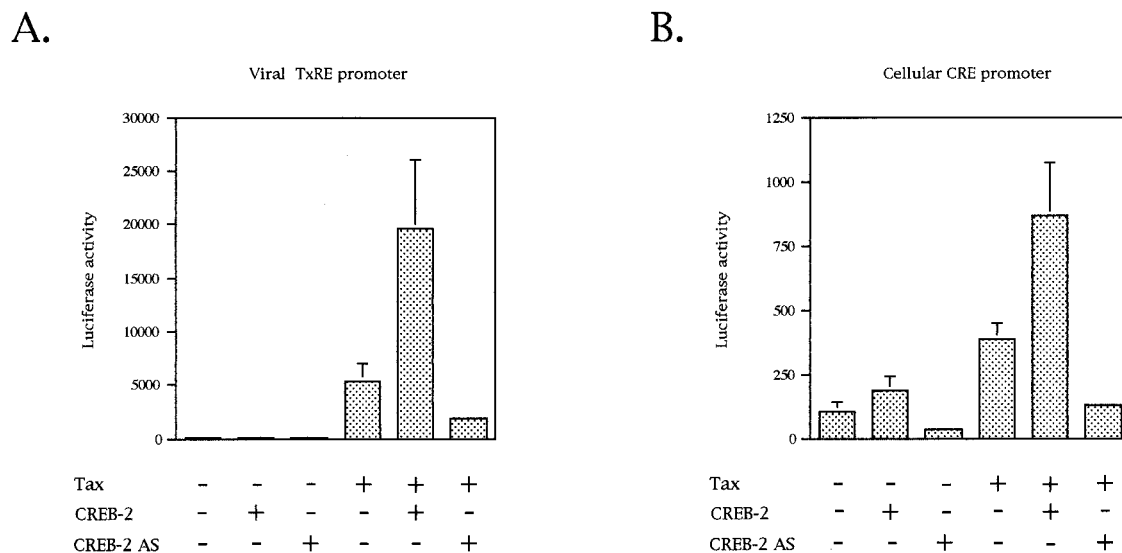 A.
Viral TxRE promoter
Luciferase activity
30000
25000
20000
15000
10000
5000
0
Tax - - - + + +
CREB-2 - + - - + -
CREB-2 AS - - + - - +
B.
Cellular CRE promoter
Luciferase activity
1250
1000
750
500
250
0
Tax - - - + + +
CREB-2 - + - - + -
CREB-2 AS - - + - - +